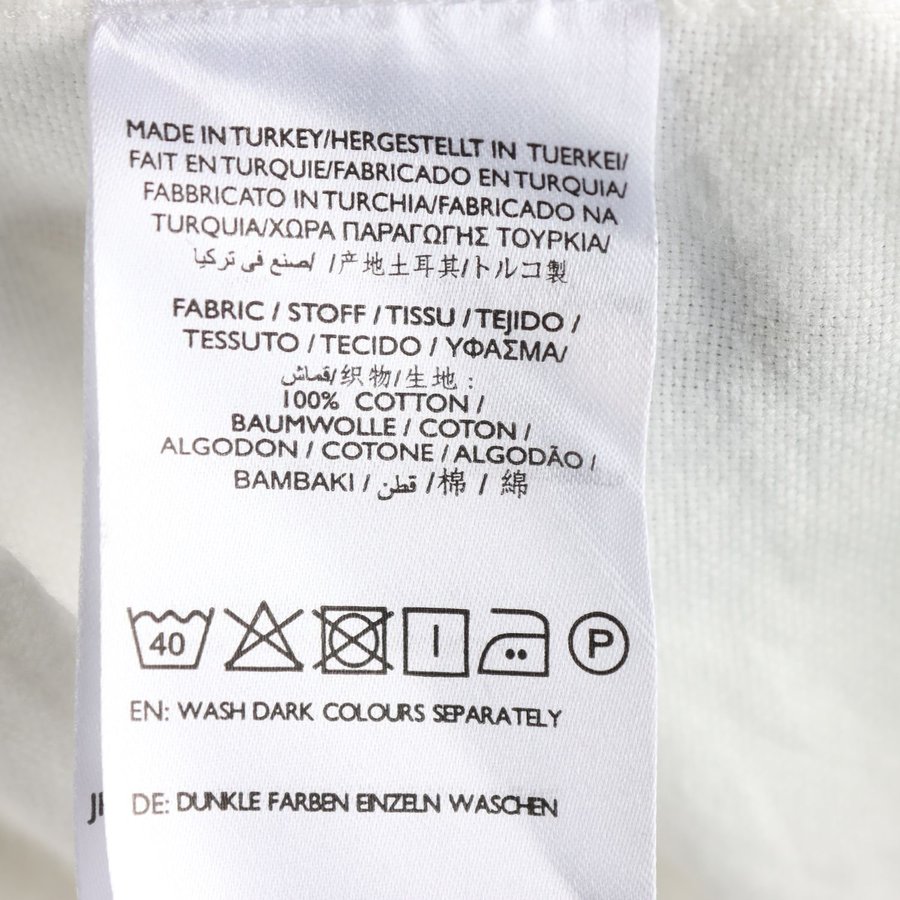 MADE IN TURKEY/HERGESTELLT IN TUERKEI/
FAIT EN TURQUIE/FABRICADO EN TURQUIA/
FABBRICATO IN TURCHIA/FABRICADO NA
TURQUIA/ΧΩΡΑ ΠΑΡΑΓΩΓΗΣ ΤΟΥΡΚΙΑ/
صنع في تركيا/ /产地土耳其/トルコ製
FABRIC / STOFF / TISSU / TEJIDO /
TESSUTO / TECIDO / ΥΦΑΣΜΑ/
قماش/织物/生地 :
100% COTTON /
BAUMWOLLE / COTON /
ALGODON / COTONE / ALGODÃO /
BAMBAKI / قطن /棉 / 綿
40
P
EN: WASH DARK COLOURS SEPARATELY
DE: DUNKLE FARBEN EINZELN WASCHEN